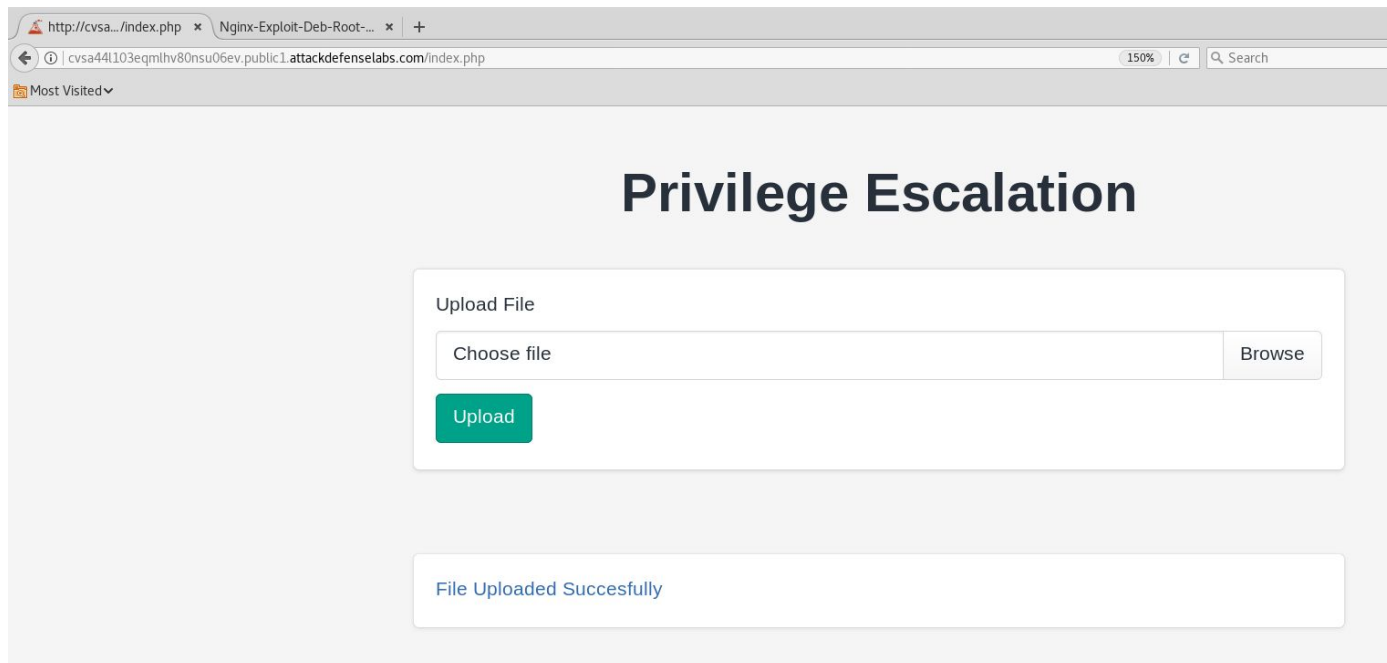 http://cvsa.../index.php × Nginx-Exploit-Deb-Root-... × +
cvsa44l103eqmlhv80nsu06ev.public1.attackdefenselabs.com/index.php 150% Search
Most Visited
Privilege Escalation
Upload File
Choose file Browse
Upload
File Uploaded Succesfully